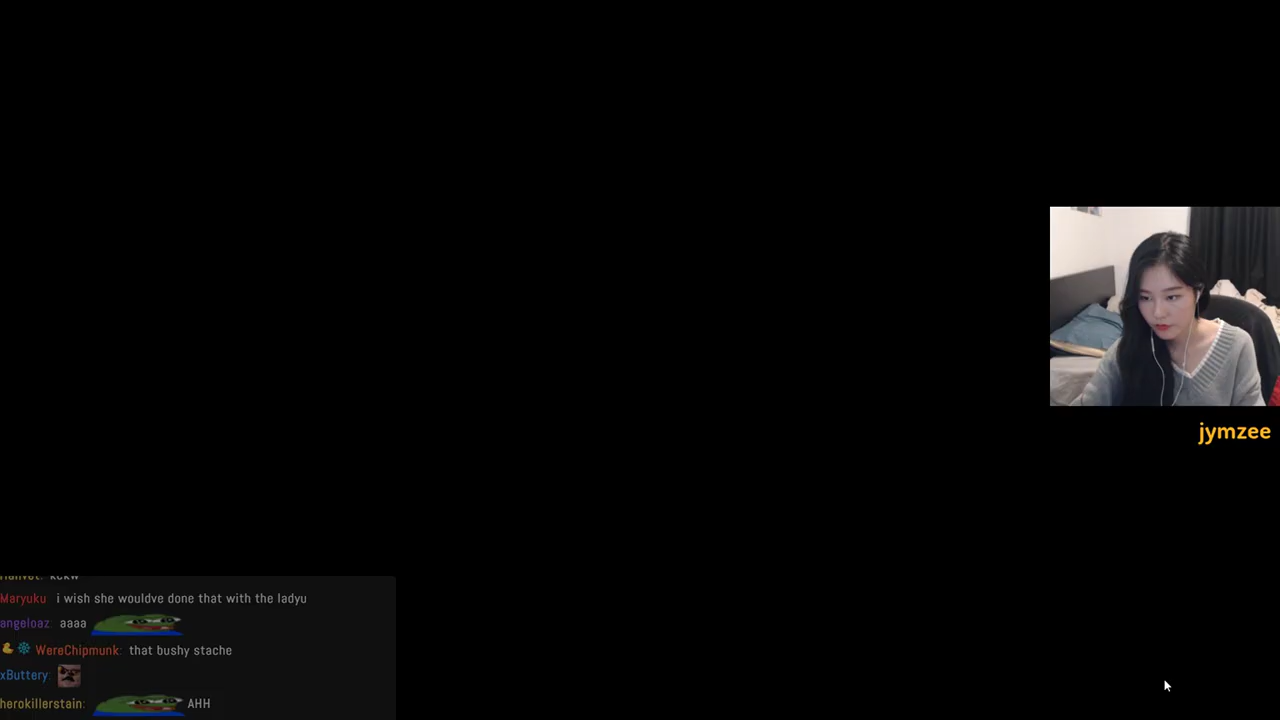 jymzee
Maryuku i wish she wouldve done that with the ladyu
angeloaz aaaa
WereChipmunk: that bushy stache
xButtery:
herokillerstain: AHH